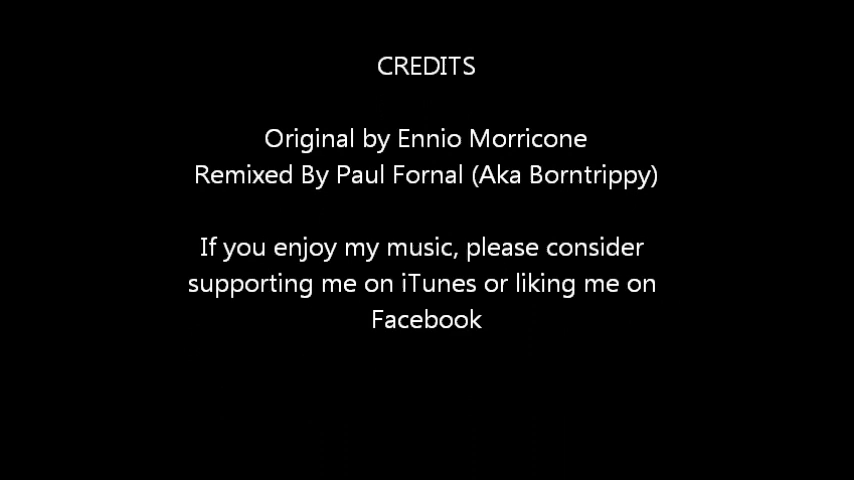 CREDITS
Original by Ennio Morricone
Remixed By Paul Fornal (Aka Borntrippy)
If you enjoy my music, please consider
supporting me on iTunes or liking me on
Facebook